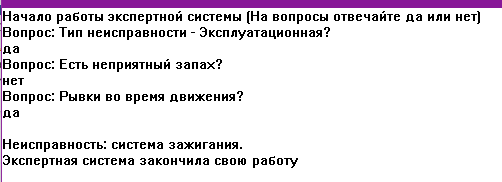 Начало работы экспертной системы (На вопросы отвечайте да или нет)
Вопрос: Тип неисправности - Эксплуатационная?
да
Вопрос: Есть неприятный запах?
нет
Вопрос: Рывки во время движения?
да
Неисправность: система зажигания.
Экспертная система закончила свою работу